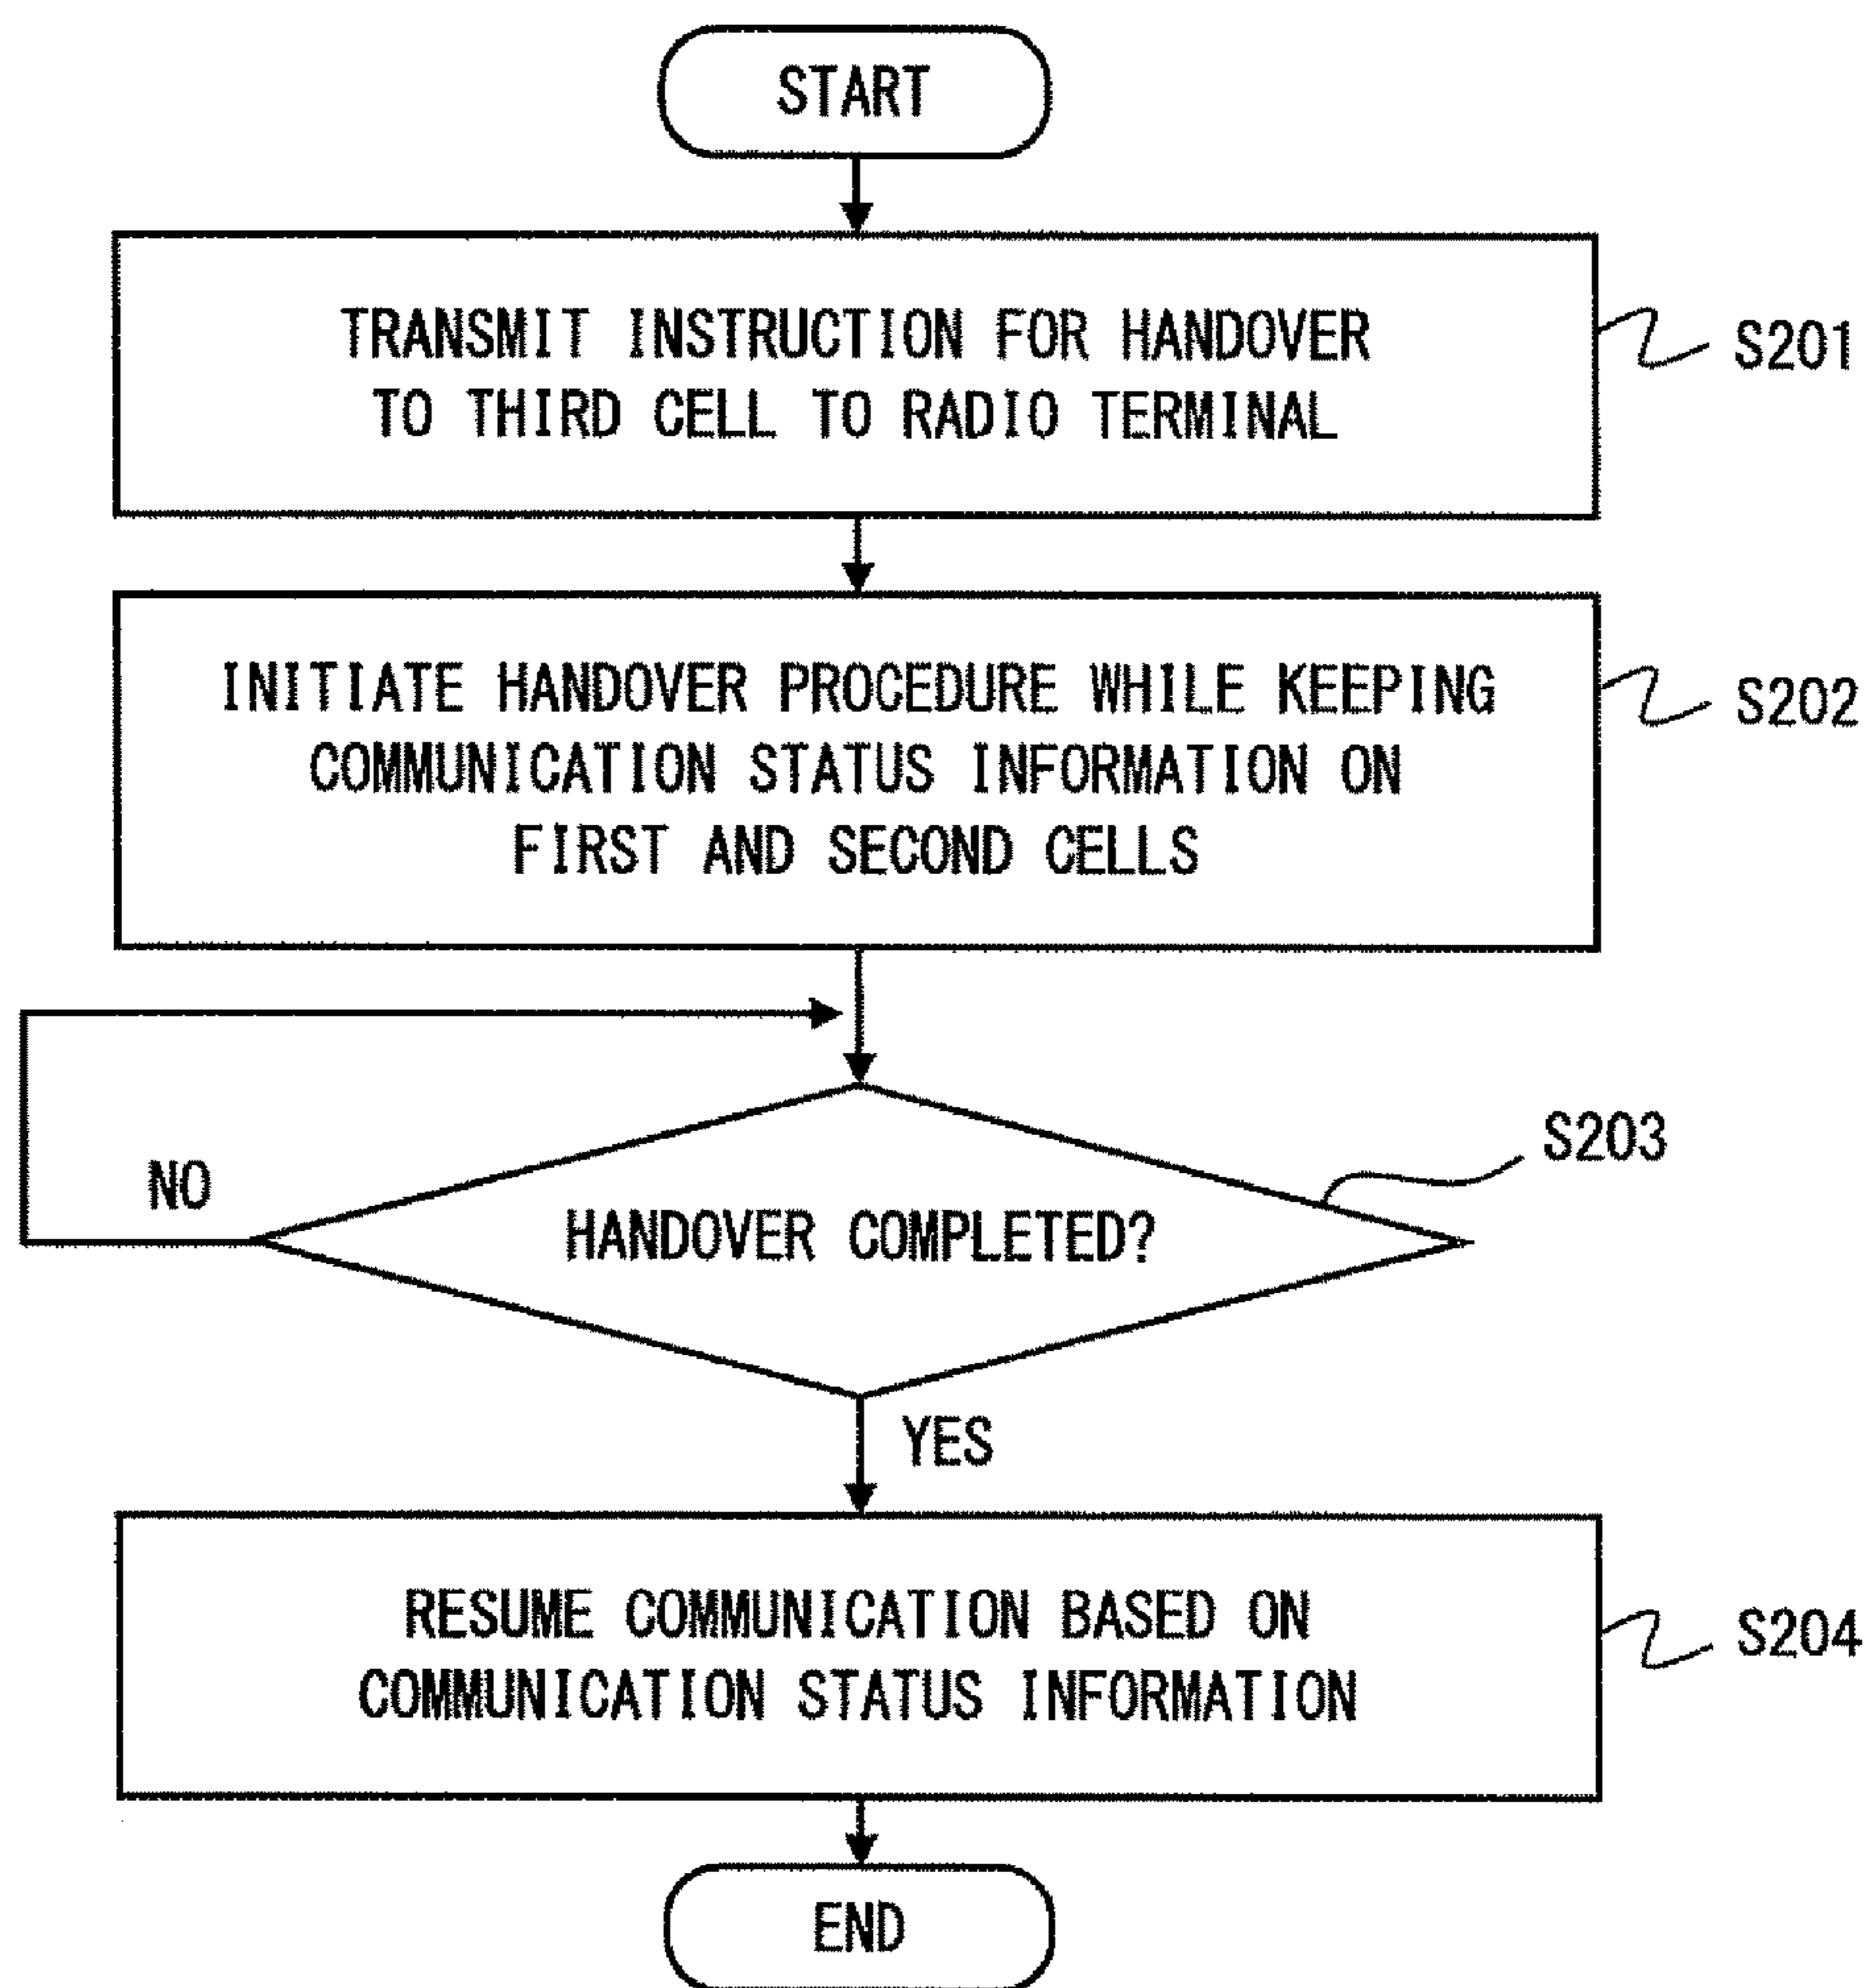 START
TRANSMIT INSTRUCTION FOR HANDOVER
TO THIRD CELL TO RADIO TERMINAL
S201
INITIATE HANDOVER PROCEDURE WHILE KEEPING
COMMUNICATION STATUS INFORMATION ON
FIRST AND SECOND CELLS
S202
NO
HANDOVER COMPLETED?
S203
YES
RESUME COMMUNICATION BASED ON
COMMUNICATION STATUS INFORMATION
S204
END